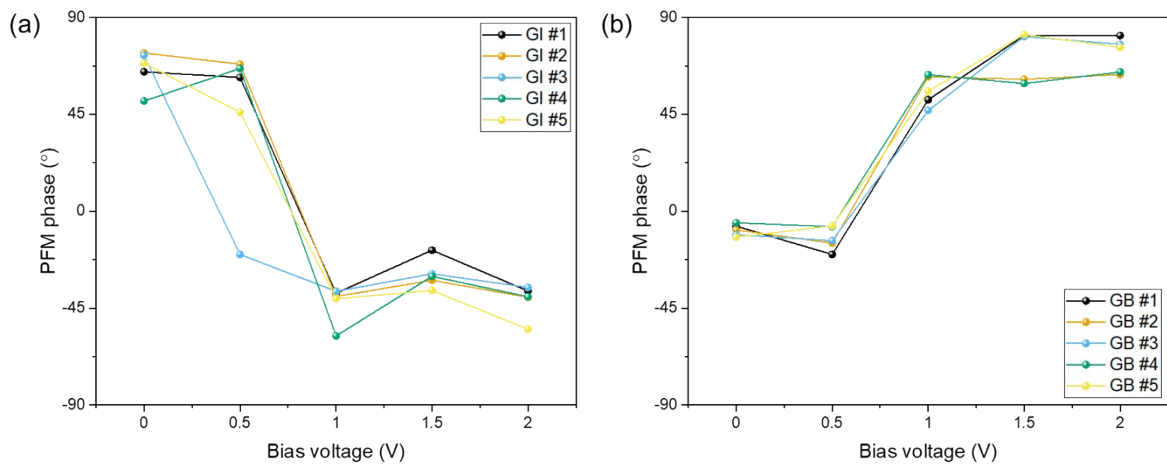 (a)
PFM phase (°)
90
45
0
-45
-90
0 0.5 1 1.5 2
Bias voltage (V)
GI #1
GI #2
GI #3
GI #4
GI #5
(b)
PFM phase (°)
90
45
0
-45
-90
0 0.5 1 1.5 2
Bias voltage (V)
GB #1
GB #2
GB #3
GB #4
GB #5